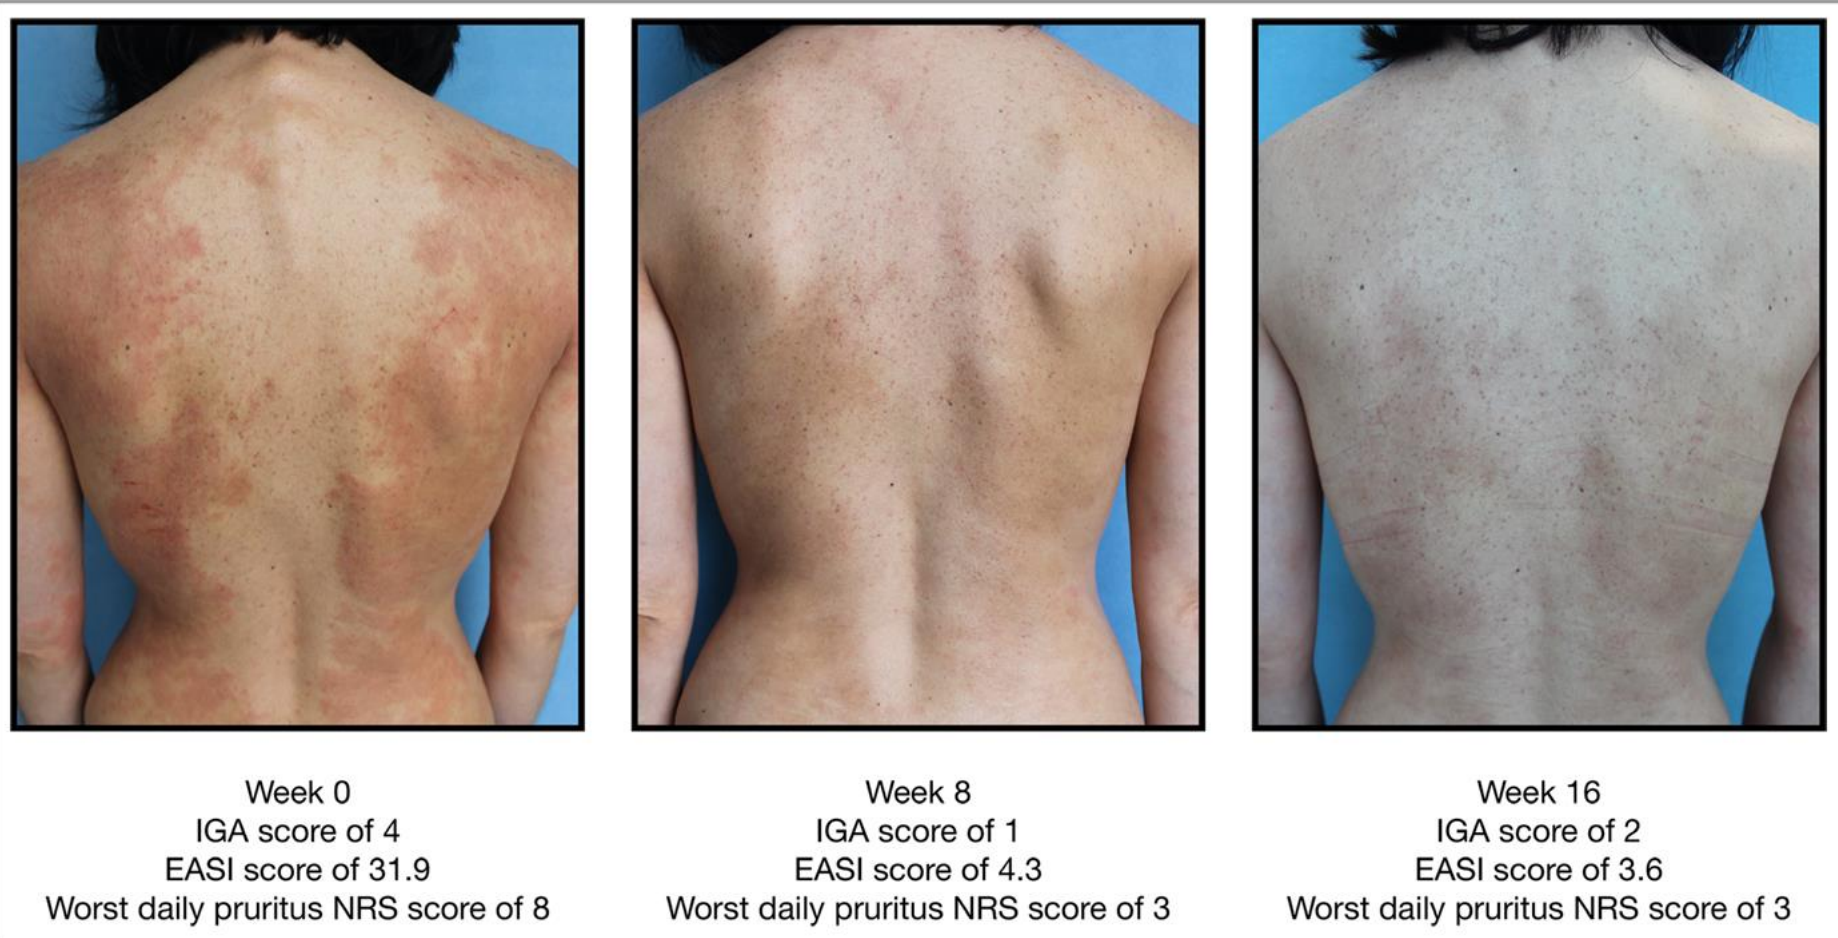 Week 0
IGA score of 4
EASI score of 31.9
Worst daily pruritus NRS score of 8
Week 8
IGA score of 1
EASI score of 4.3
Worst daily pruritus NRS score of 3
Week 16
IGA score of 2
EASI score of 3.6
Worst daily pruritus NRS score of 3